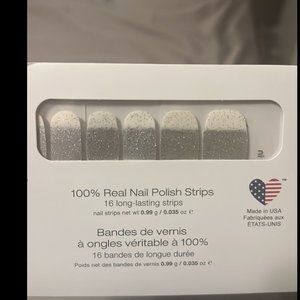 100% Real Nail Polish Strips
16 long-lasting strips
nail strips net wt 0.99 g / 0.035 oz ℮
Bandes de vernis
à ongles véritable à 100%
16 bandes de longue durée
Poids net des bandes de vernis 0.99 g / 0.035 oz ℮
Made in USA
Fabriquées aux
ÉTATS-UNIS